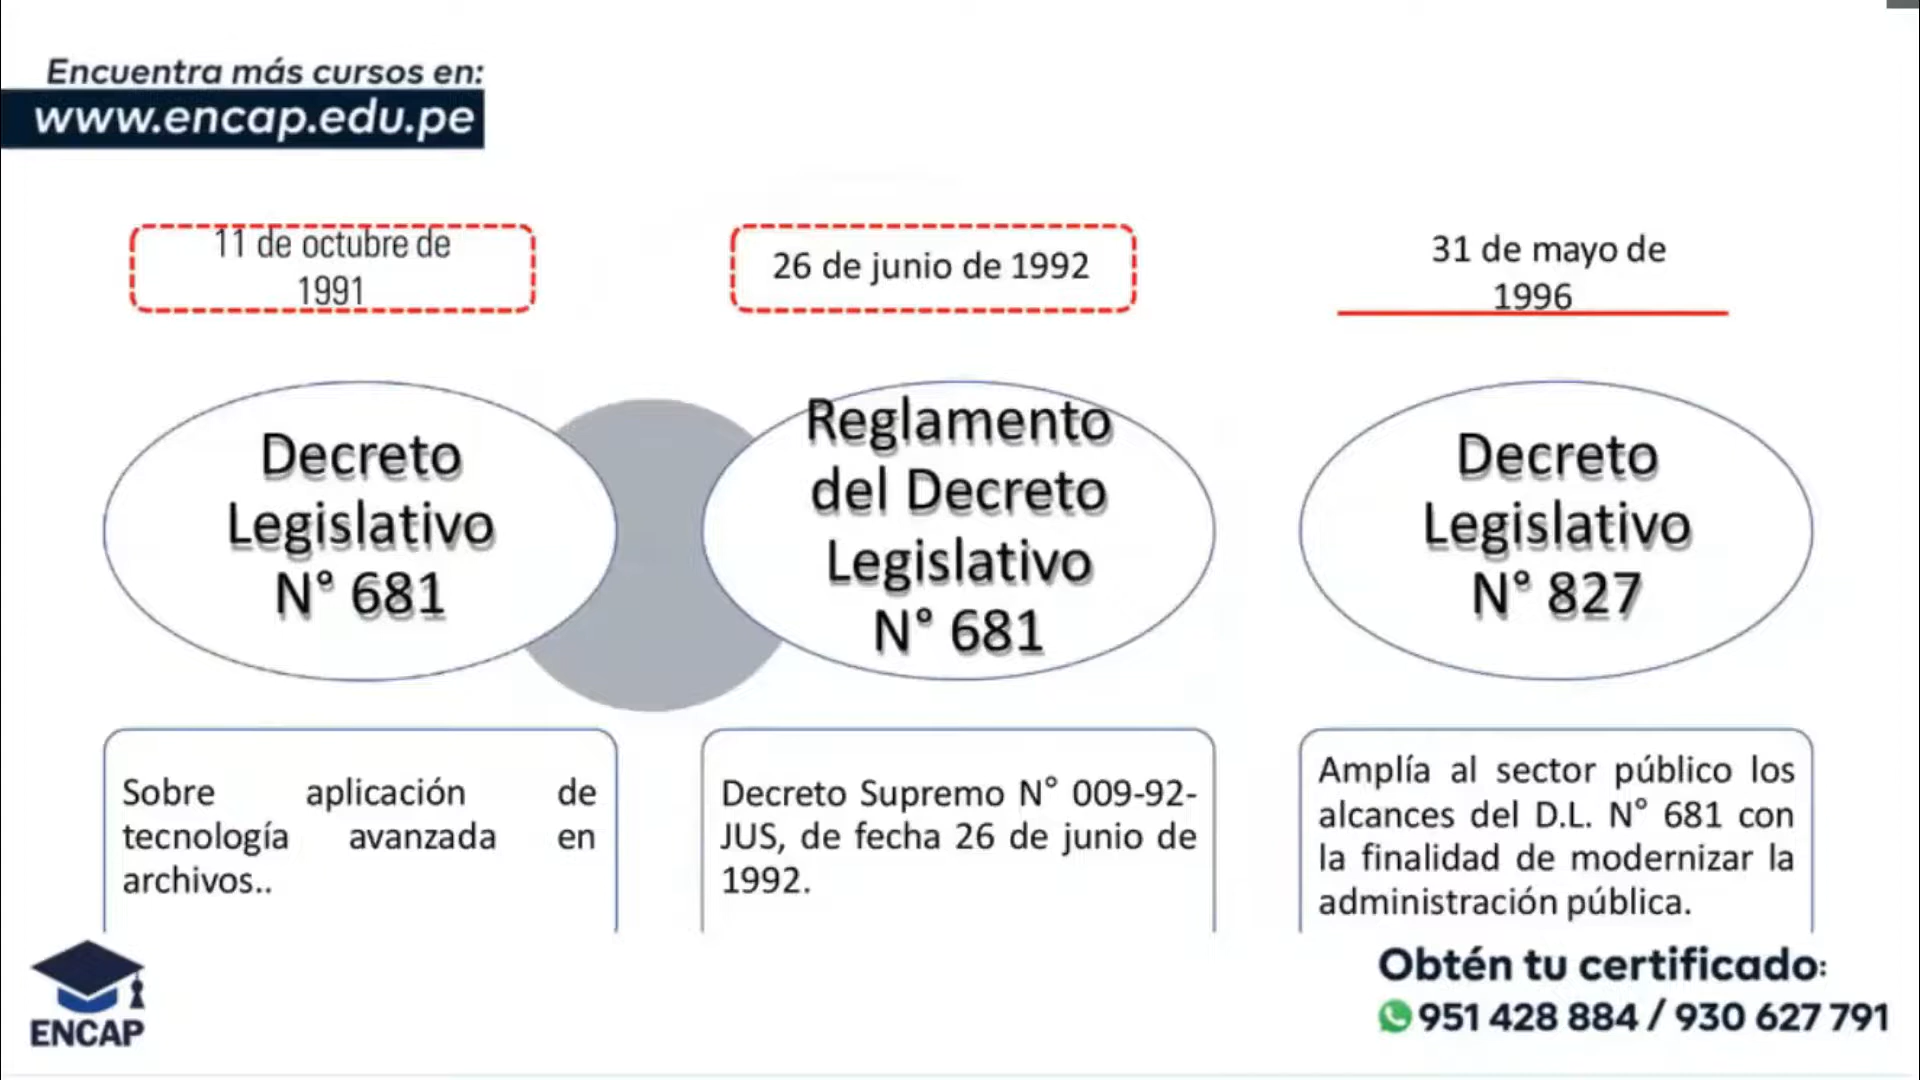 Encuentra más cursos en:
www.encap.edu.pe
11 de octubre de
1991
26 de junio de 1992
31 de mayo de
1996
Decreto
Legislativo
N° 681
Reglamento
del Decreto
Legislativo
N° 681
Decreto
Legislativo
N° 827
Sobre aplicación de
tecnología avanzada en
archivos..
Decreto Supremo N° 009-92-
JUS, de fecha 26 de junio de
1992.
Amplía al sector público los
alcances del D.L. N° 681 con
la finalidad de modernizar la
administración pública.
ENCAP
Obtén tu certificado:
951 428 884 / 930 627 791